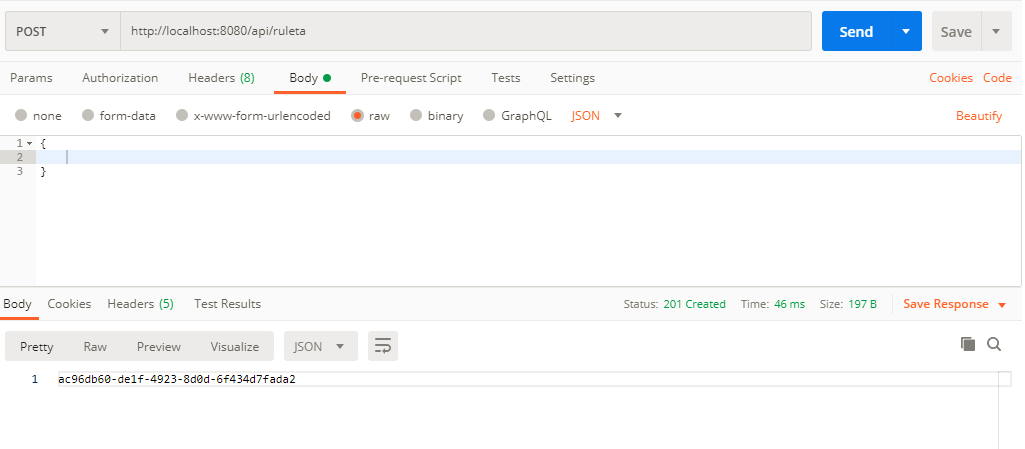 POST http://localhost:8080/api/ruleta Send Save
Params Authorization Headers (8) Body Pre-request Script Tests Settings Cookies Code
none form-data x-www-form-urlencoded raw binary GraphQL JSON Beautify
1 {
2
3 }
Body Cookies Headers (5) Test Results Status: 201 Created Time: 46 ms Size: 197 B Save Response
Pretty Raw Preview Visualize JSON
1 ac96db60-de1f-4923-8d0d-6f434d7fada2